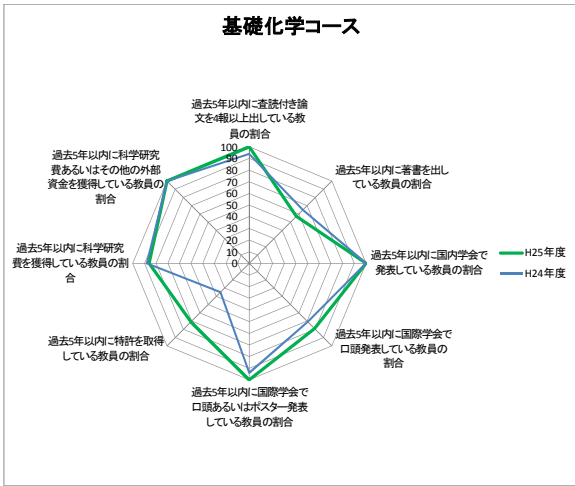 基礎化学コース
過去5年以内に査読付き論
文を4報以上出している教
員の割合
過去5年以内に著書を出し
ている教員の割合
過去5年以内に国内学会で
発表している教員の割合
過去5年以内に国際学会で
口頭発表している教員の
割合
過去5年以内に国際学会で
口頭あるいはポスター発表
している教員の割合
過去5年以内に特許を取得
している教員の割合
過去5年以内に科学研究
費を獲得している教員の割
合
過去5年以内に科学研究
費あるいはその他の外部
資金を獲得している教員の
割合
100
90
80
70
60
50
40
30
20
10
0
H25年度
H24年度